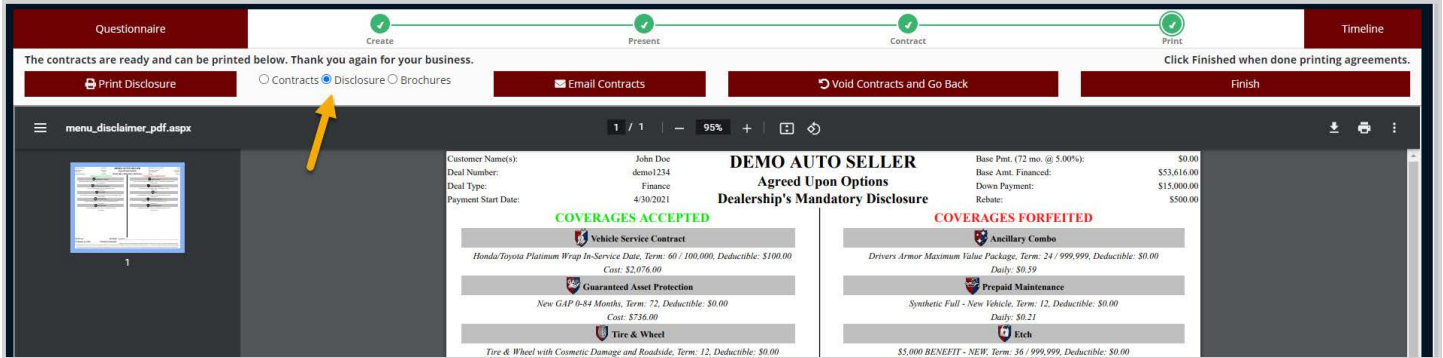 Questionnaire
Create
Present
Contract
Print
Timeline
The contracts are ready and can be printed below. Thank you again for your business.
Click Finished when done printing agreements.
Print Disclosure
Contracts Disclosure Brochures
Email Contracts
Void Contracts and Go Back
Finish
menu_disclaimer_pdf.aspx
1 / 1 | − 95% + |
1
Customer Name(s): John Doe
Deal Number: demo1234
Deal Type: Finance
Payment Start Date: 4/30/2021
DEMO AUTO SELLER
Agreed Upon Options
Dealership's Mandatory Disclosure
Base Pmt. (72 mo. @ 5.00%): $0.00
Base Amt. Financed: $53,616.00
Down Payment: $15,000.00
Rebate: $500.00
COVERAGES ACCEPTED
Vehicle Service Contract
Honda/Toyota Platinum Wrap In-Service Date, Term: 60 / 100,000, Deductible: $100.00
Cost: $2,076.00
Guaranteed Asset Protection
New GAP 0-84 Months, Term: 72, Deductible: $0.00
Cost: $736.00
Tire & Wheel
Tire & Wheel with Cosmetic Damage and Roadside, Term: 12, Deductible: $0.00
COVERAGES FORFEITED
Ancillary Combo
Drivers Armor Maximum Value Package, Term: 24 / 999,999, Deductible: $0.00
Daily: $0.59
Prepaid Maintenance
Synthetic Full - New Vehicle, Term: 12, Deductible: $0.00
Daily: $0.21
Etch
$5,000 BENEFIT - NEW, Term: 36 / 999,999, Deductible: $0.00